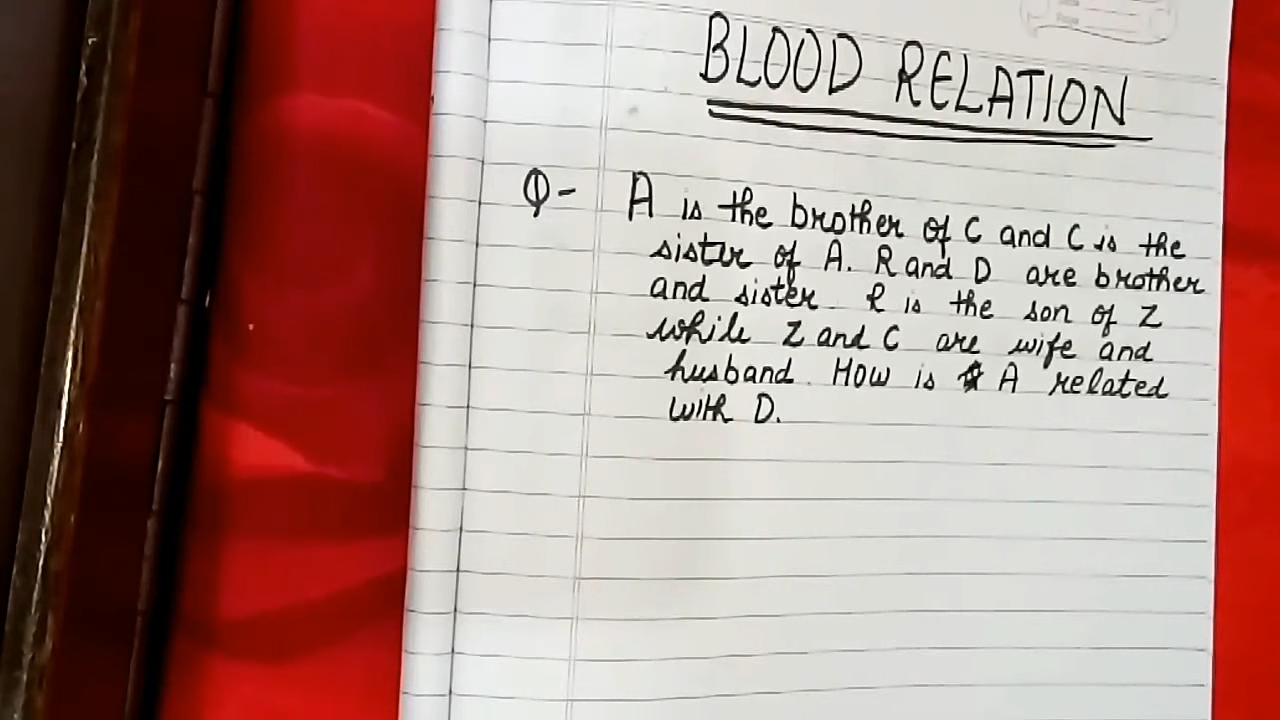 BLOOD RELATION
Q- A is the brother of C and C is the
sister of A. R and D are brother
and sister. R is the son of Z
while Z and C are wife and
husband. How is A related
with D.